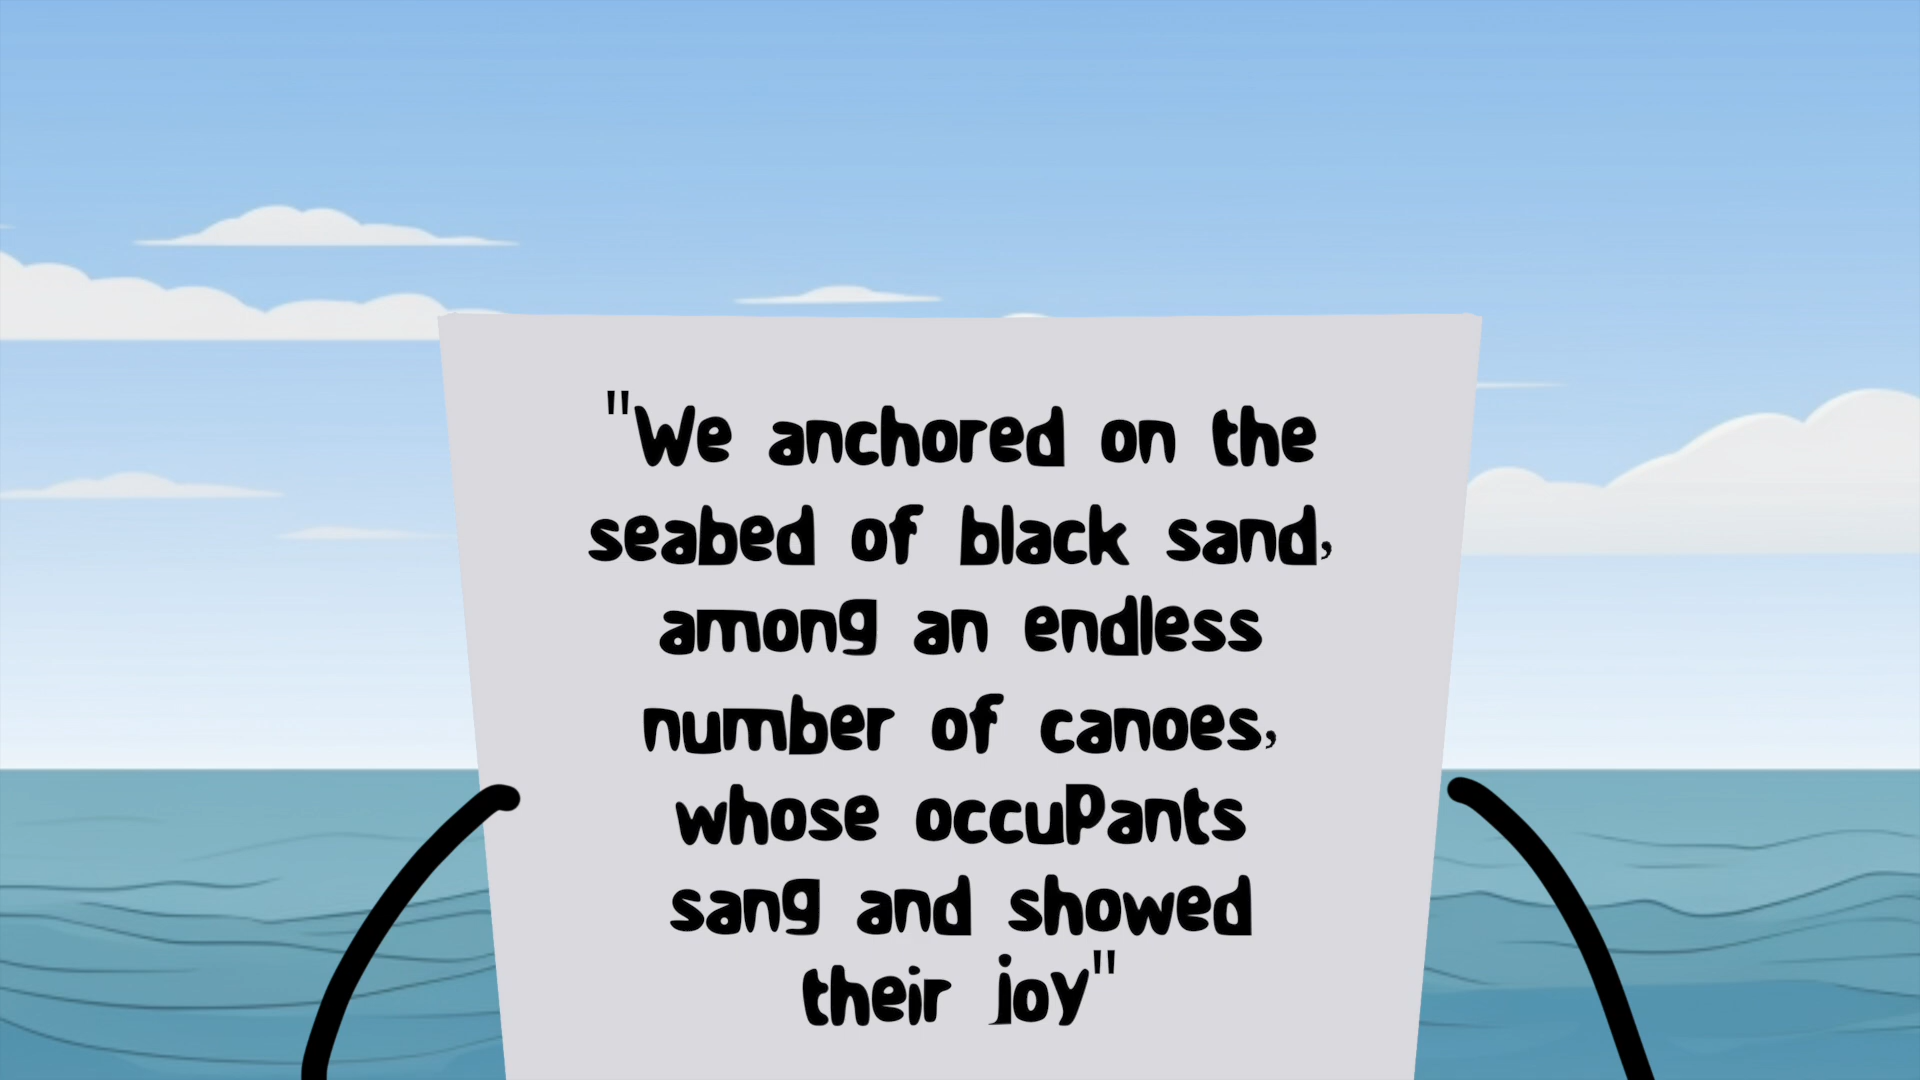 "We anchored on the
seabed of black sand,
among an endless
number of canoes,
whose occupants
sang and showed
their joy"